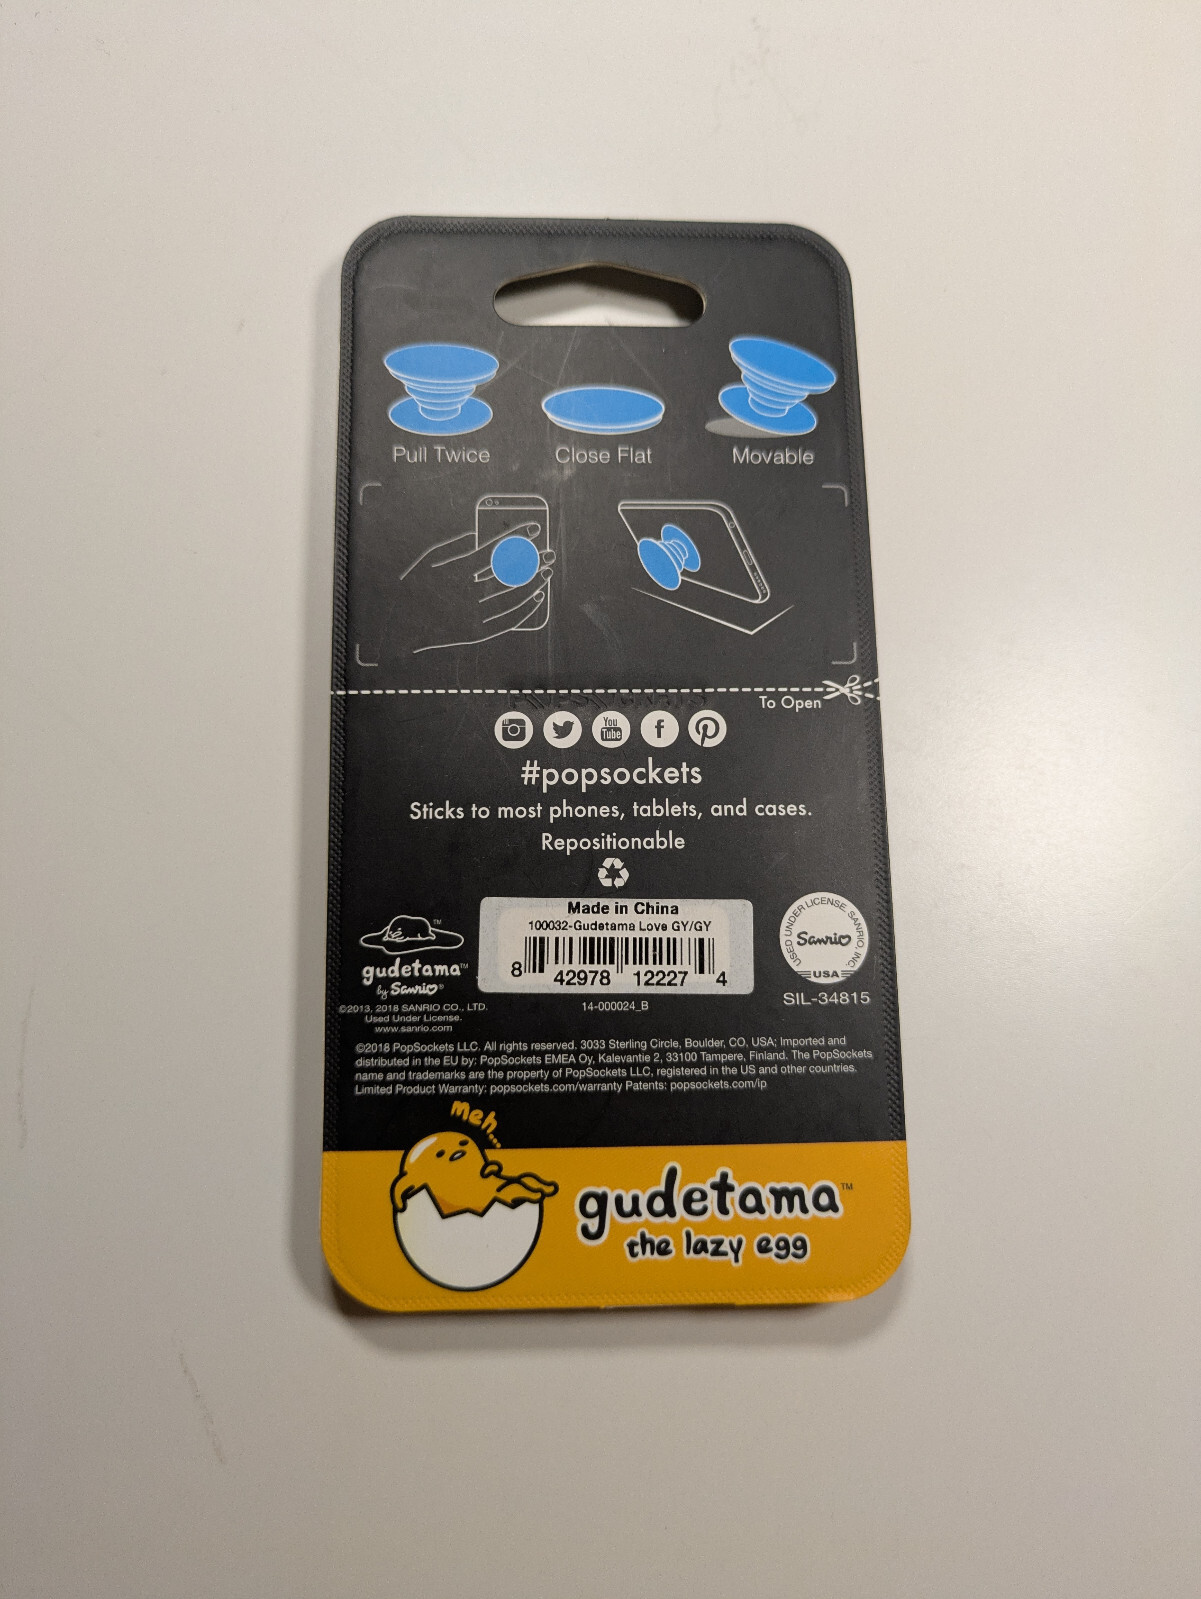 Pull Twice
Close Flat
Movable
To Open
You
Tube
#popsockets
Sticks to most phones, tablets, and cases.
Repositionable
Made in China
100032-Gudetama Love GY/GY
8 42978 12227 4
14-000024_B
gudetama™
by Sanrio®
©2013, 2018 SANRIO CO., LTD.
Used Under License.
www.sanrio.com
USED UNDER LICENSE. SANRIO, INC.
Sanrio
USA
SIL-34815
©2018 PopSockets LLC. All rights reserved. 3033 Sterling Circle, Boulder, CO, USA; Imported and
distributed in the EU by: PopSockets EMEA Oy, Kalevantie 2, 33100 Tampere, Finland. The PopSockets
name and trademarks are the property of PopSockets LLC, registered in the US and other countries.
Limited Product Warranty: popsockets.com/warranty Patents: popsockets.com/ip
meh...
gudetama™
the lazy egg